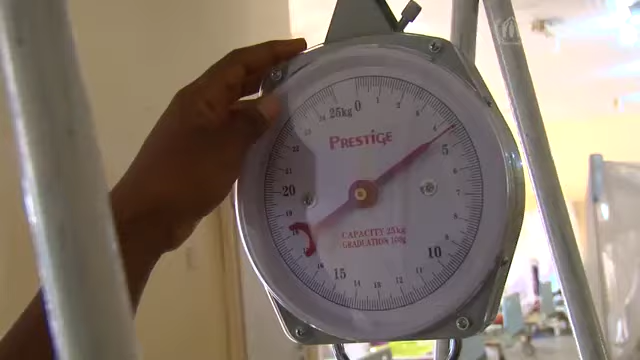 25kg 0
PRESTIGE
5
20
CAPACITY 25kg
GRADUATION 100g
10
15